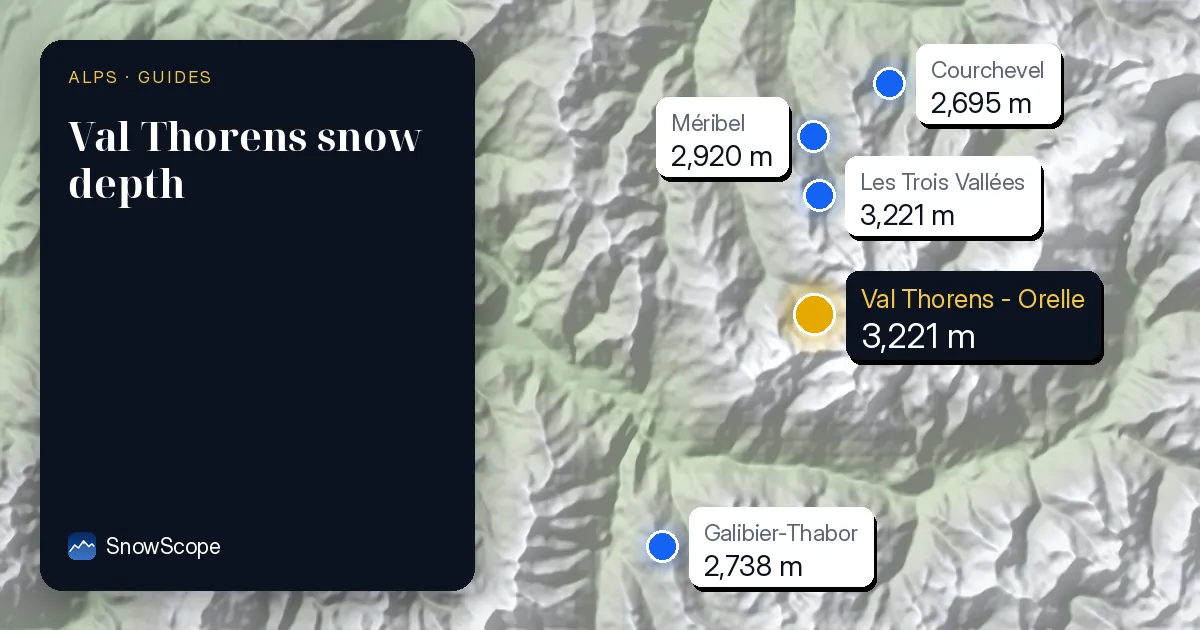 ALPS · GUIDES
Val Thorens snow
depth
SnowScope
Courchevel
2,695 m
Méribel
2,920 m
Les Trois Vallées
3,221 m
Val Thorens - Orelle
3,221 m
Galibier-Thabor
2,738 m